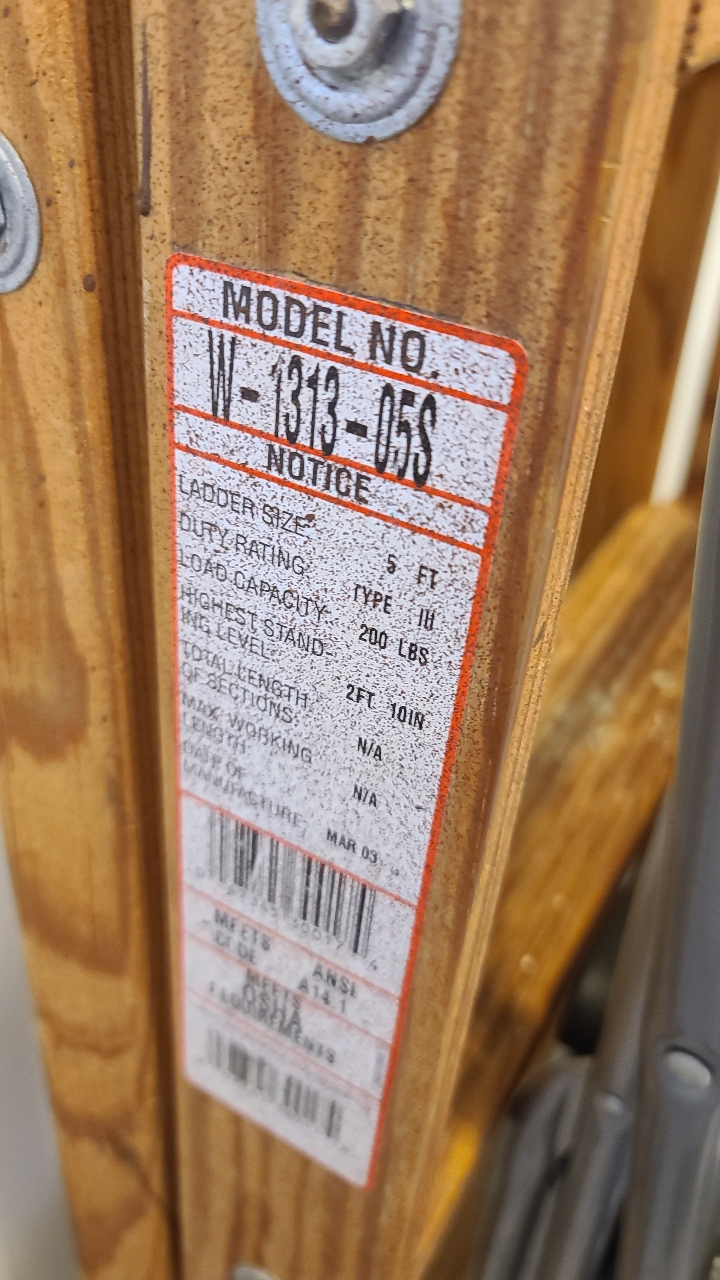 MODEL NO.
W-1313-05S
NOTICE
LADDER SIZE: 5 FT
DUTY RATING: TYPE III
LOAD CAPACITY: 200 LBS
HIGHEST STAND-
ING LEVEL: 2FT 10IN
TOTAL LENGTH
OF SECTIONS: N/A
MAX. WORKING
LENGTH: N/A
DATE OF
MANUFACTURE: MAR 03
MEETS ANSI
CODE A14.1
MEETS
OSHA
REQUIREMENTS